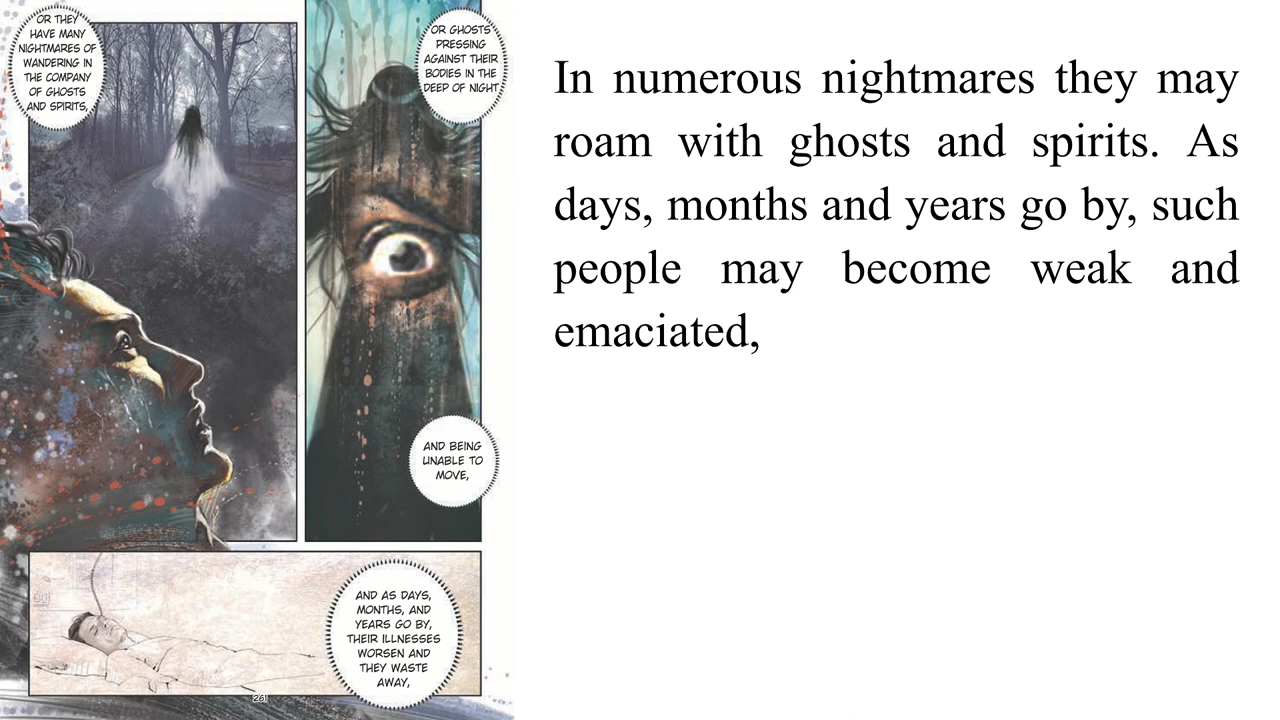 OR THEY
HAVE MANY
NIGHTMARES OF
WANDERING IN
THE COMPANY
OF GHOSTS
AND SPIRITS,
OR GHOSTS
PRESSING
AGAINST THEIR
BODIES IN THE
DEEP OF NIGHT
AND BEING
UNABLE TO
MOVE,
AND AS DAYS,
MONTHS, AND
YEARS GO BY,
THEIR ILLNESSES
WORSEN AND
THEY WASTE
AWAY,
261
In numerous nightmares they may
roam with ghosts and spirits. As
days, months and years go by, such
people may become weak and
emaciated,